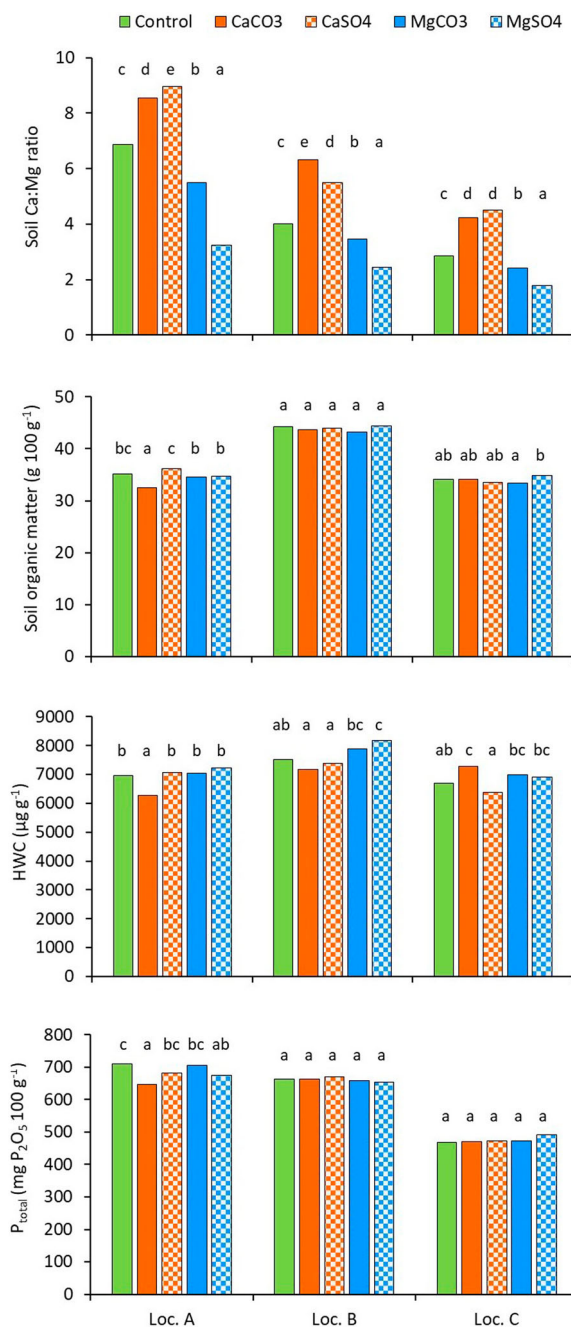 Control CaCO3 CaSO4 MgCO3 MgSO4
10
8
6
4
2
0
Soil Ca:Mg ratio
c d e b a
c e d b a
c d d b a
50
40
30
20
10
0
Soil organic matter (g 100 g⁻¹)
bc a c b b
a a a a a
ab ab ab a b
9000
8000
7000
6000
5000
4000
3000
2000
1000
0
HWC (µg g⁻¹)
b a b b b
ab a a bc c
ab c a bc bc
800
700
600
500
400
300
200
100
0
P_total (mg P₂O₅ 100 g⁻¹)
c a bc bc ab
a a a a a
a a a a a
Loc. A Loc. B Loc. C